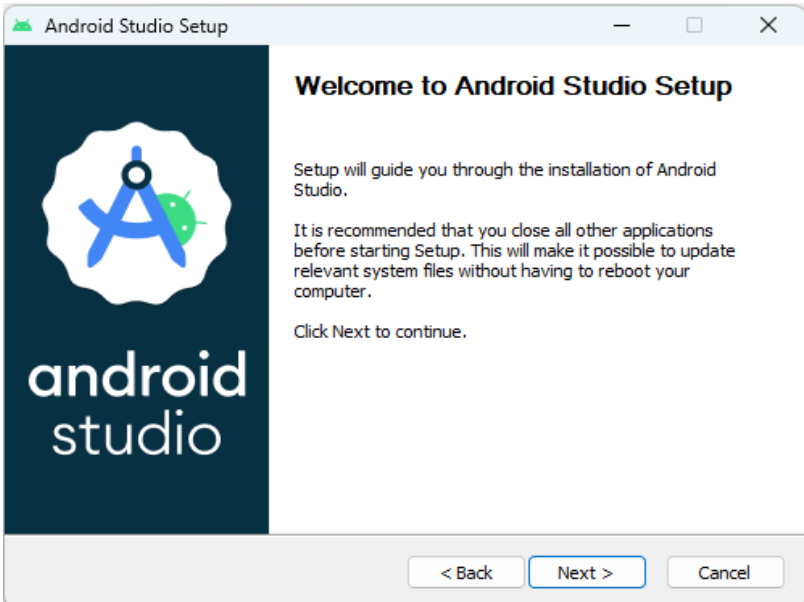 Android Studio Setup
Welcome to Android Studio Setup
Setup will guide you through the installation of Android
Studio.
It is recommended that you close all other applications
before starting Setup. This will make it possible to update
relevant system files without having to reboot your
computer.
Click Next to continue.
android
studio
< Back
Next >
Cancel